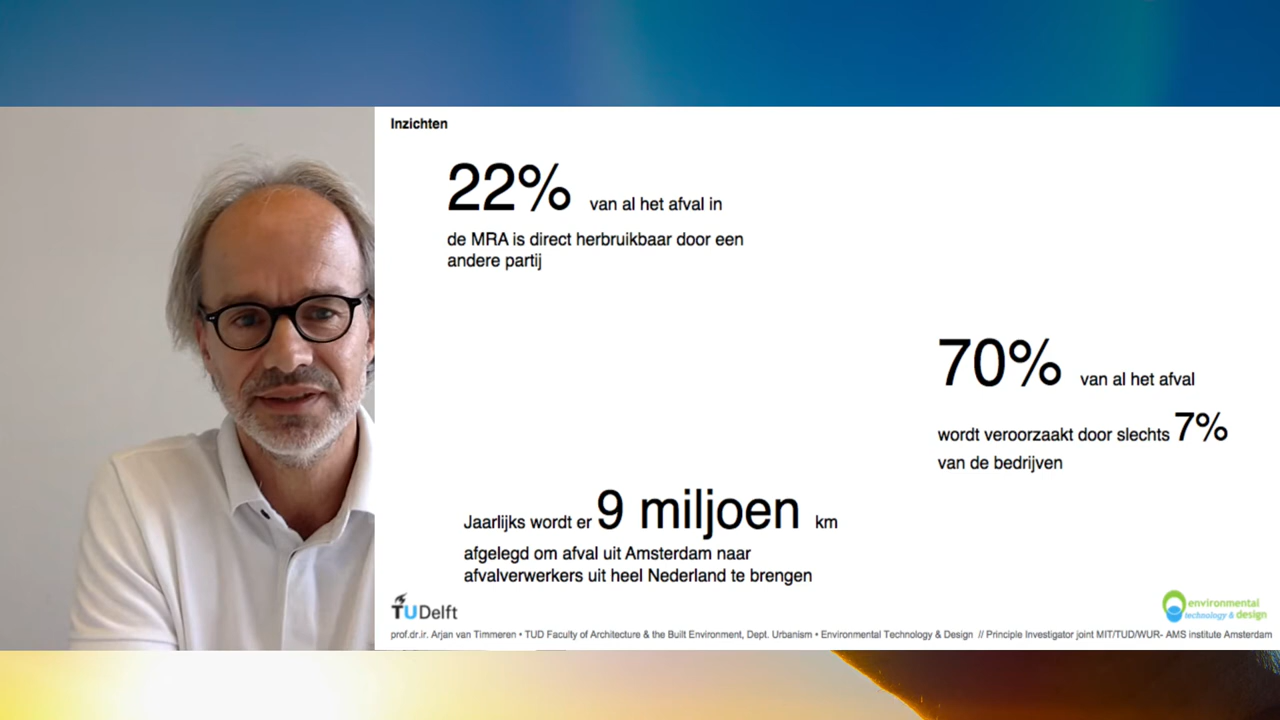 Inzichten
22% van al het afval in
de MRA is direct herbruikbaar door een
andere partij
70% van al het afval
wordt veroorzaakt door slechts 7%
van de bedrijven
Jaarlijks wordt er 9 miljoen km
afgelegd om afval uit Amsterdam naar
afvalverwerkers uit heel Nederland te brengen
TU Delft
environmental
technology & design
prof.dr.ir. Arjan van Timmeren • TUD Faculty of Architecture & the Built Environment, Dept. Urbanism • Environmental Technology & Design // Principle Investigator joint MIT/TUD/WUR- AMS institute Amsterdam